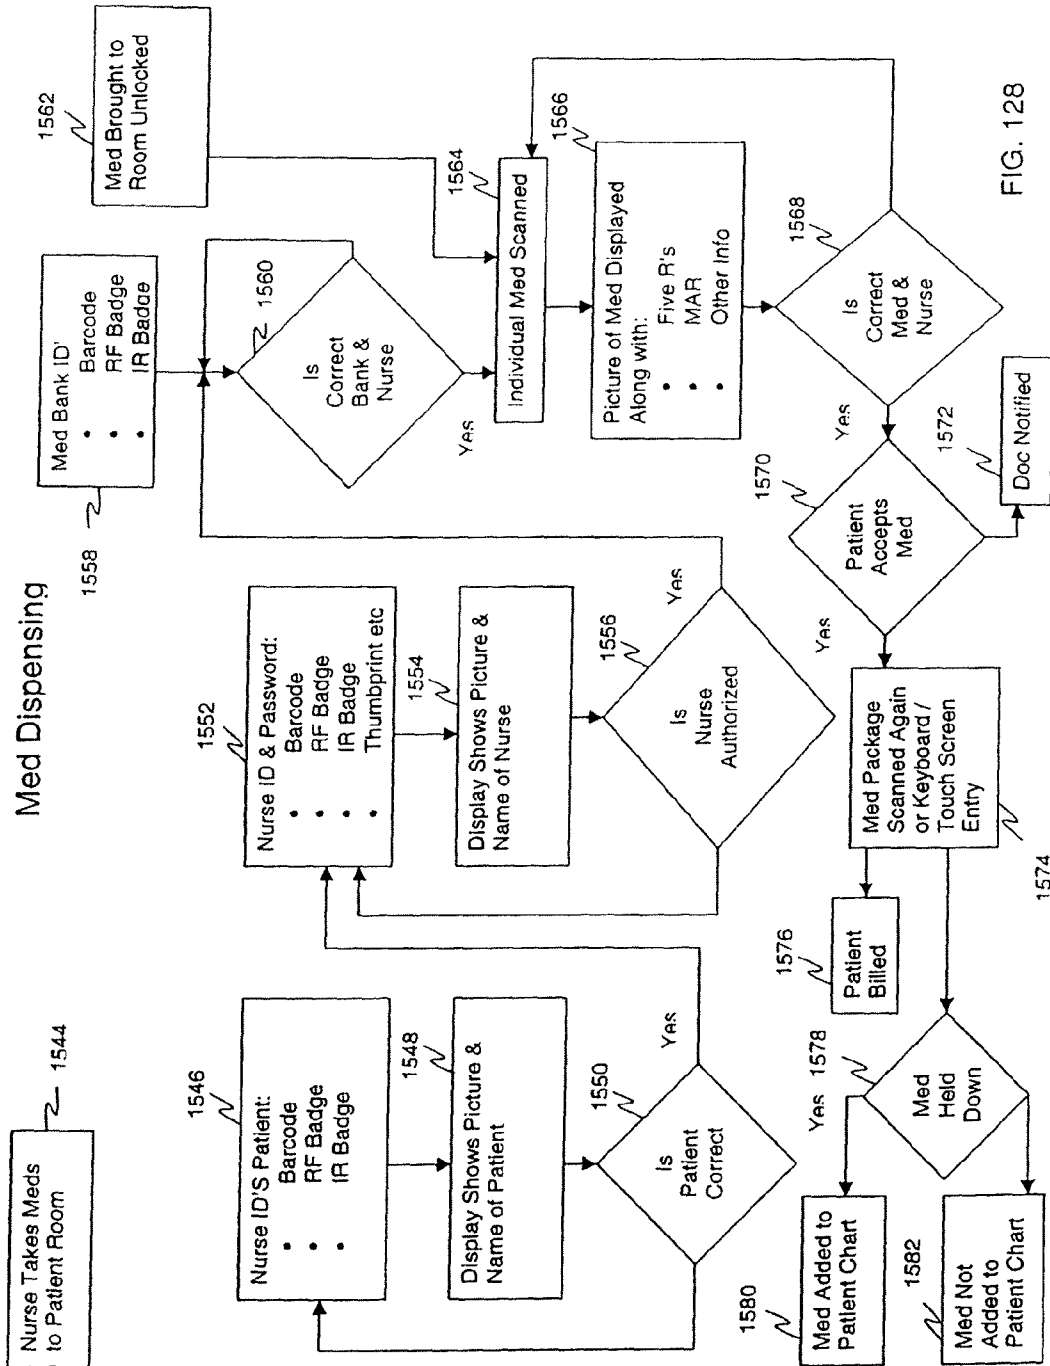 Med Dispensing
Nurse Takes Meds
to Patient Room
1544
1546
Nurse ID'S Patient:
• Barcode
• RF Badge
• IR Badge
1548
Display Shows Picture &
Name of Patient
1550
Is
Patient
Correct
Yes
1552
Nurse ID & Password:
• Barcode
• RF Badge
• IR Badge
• Thumbprint etc
1554
Display Shows Picture &
Name of Nurse
1556
Is
Nurse
Authorized
Yes
1558
Med Bank ID'
• Barcode
• RF Badge
• IR Badge
1560
Is
Correct
Bank &
Nurse
Yes
1562
Med Brought to
Room Unlocked
1564
Individual Med Scanned
1566
Picture of Med Displayed
Along with:
• Five R's
• MAR
• Other Info
1568
Is
Correct
Med &
Nurse
Yes
1570
Patient
Accepts
Med
1572
Doc Notified
Yes
Med Package
Scanned Again
or Keyboard /
Touch Screen
Entry
1574
1576
Patient
Billed
1578
Med
Held
Down
Yes
1580
Med Added to
Patient Chart
1582
Med Not
Added to
Patient Chart
FIG. 128